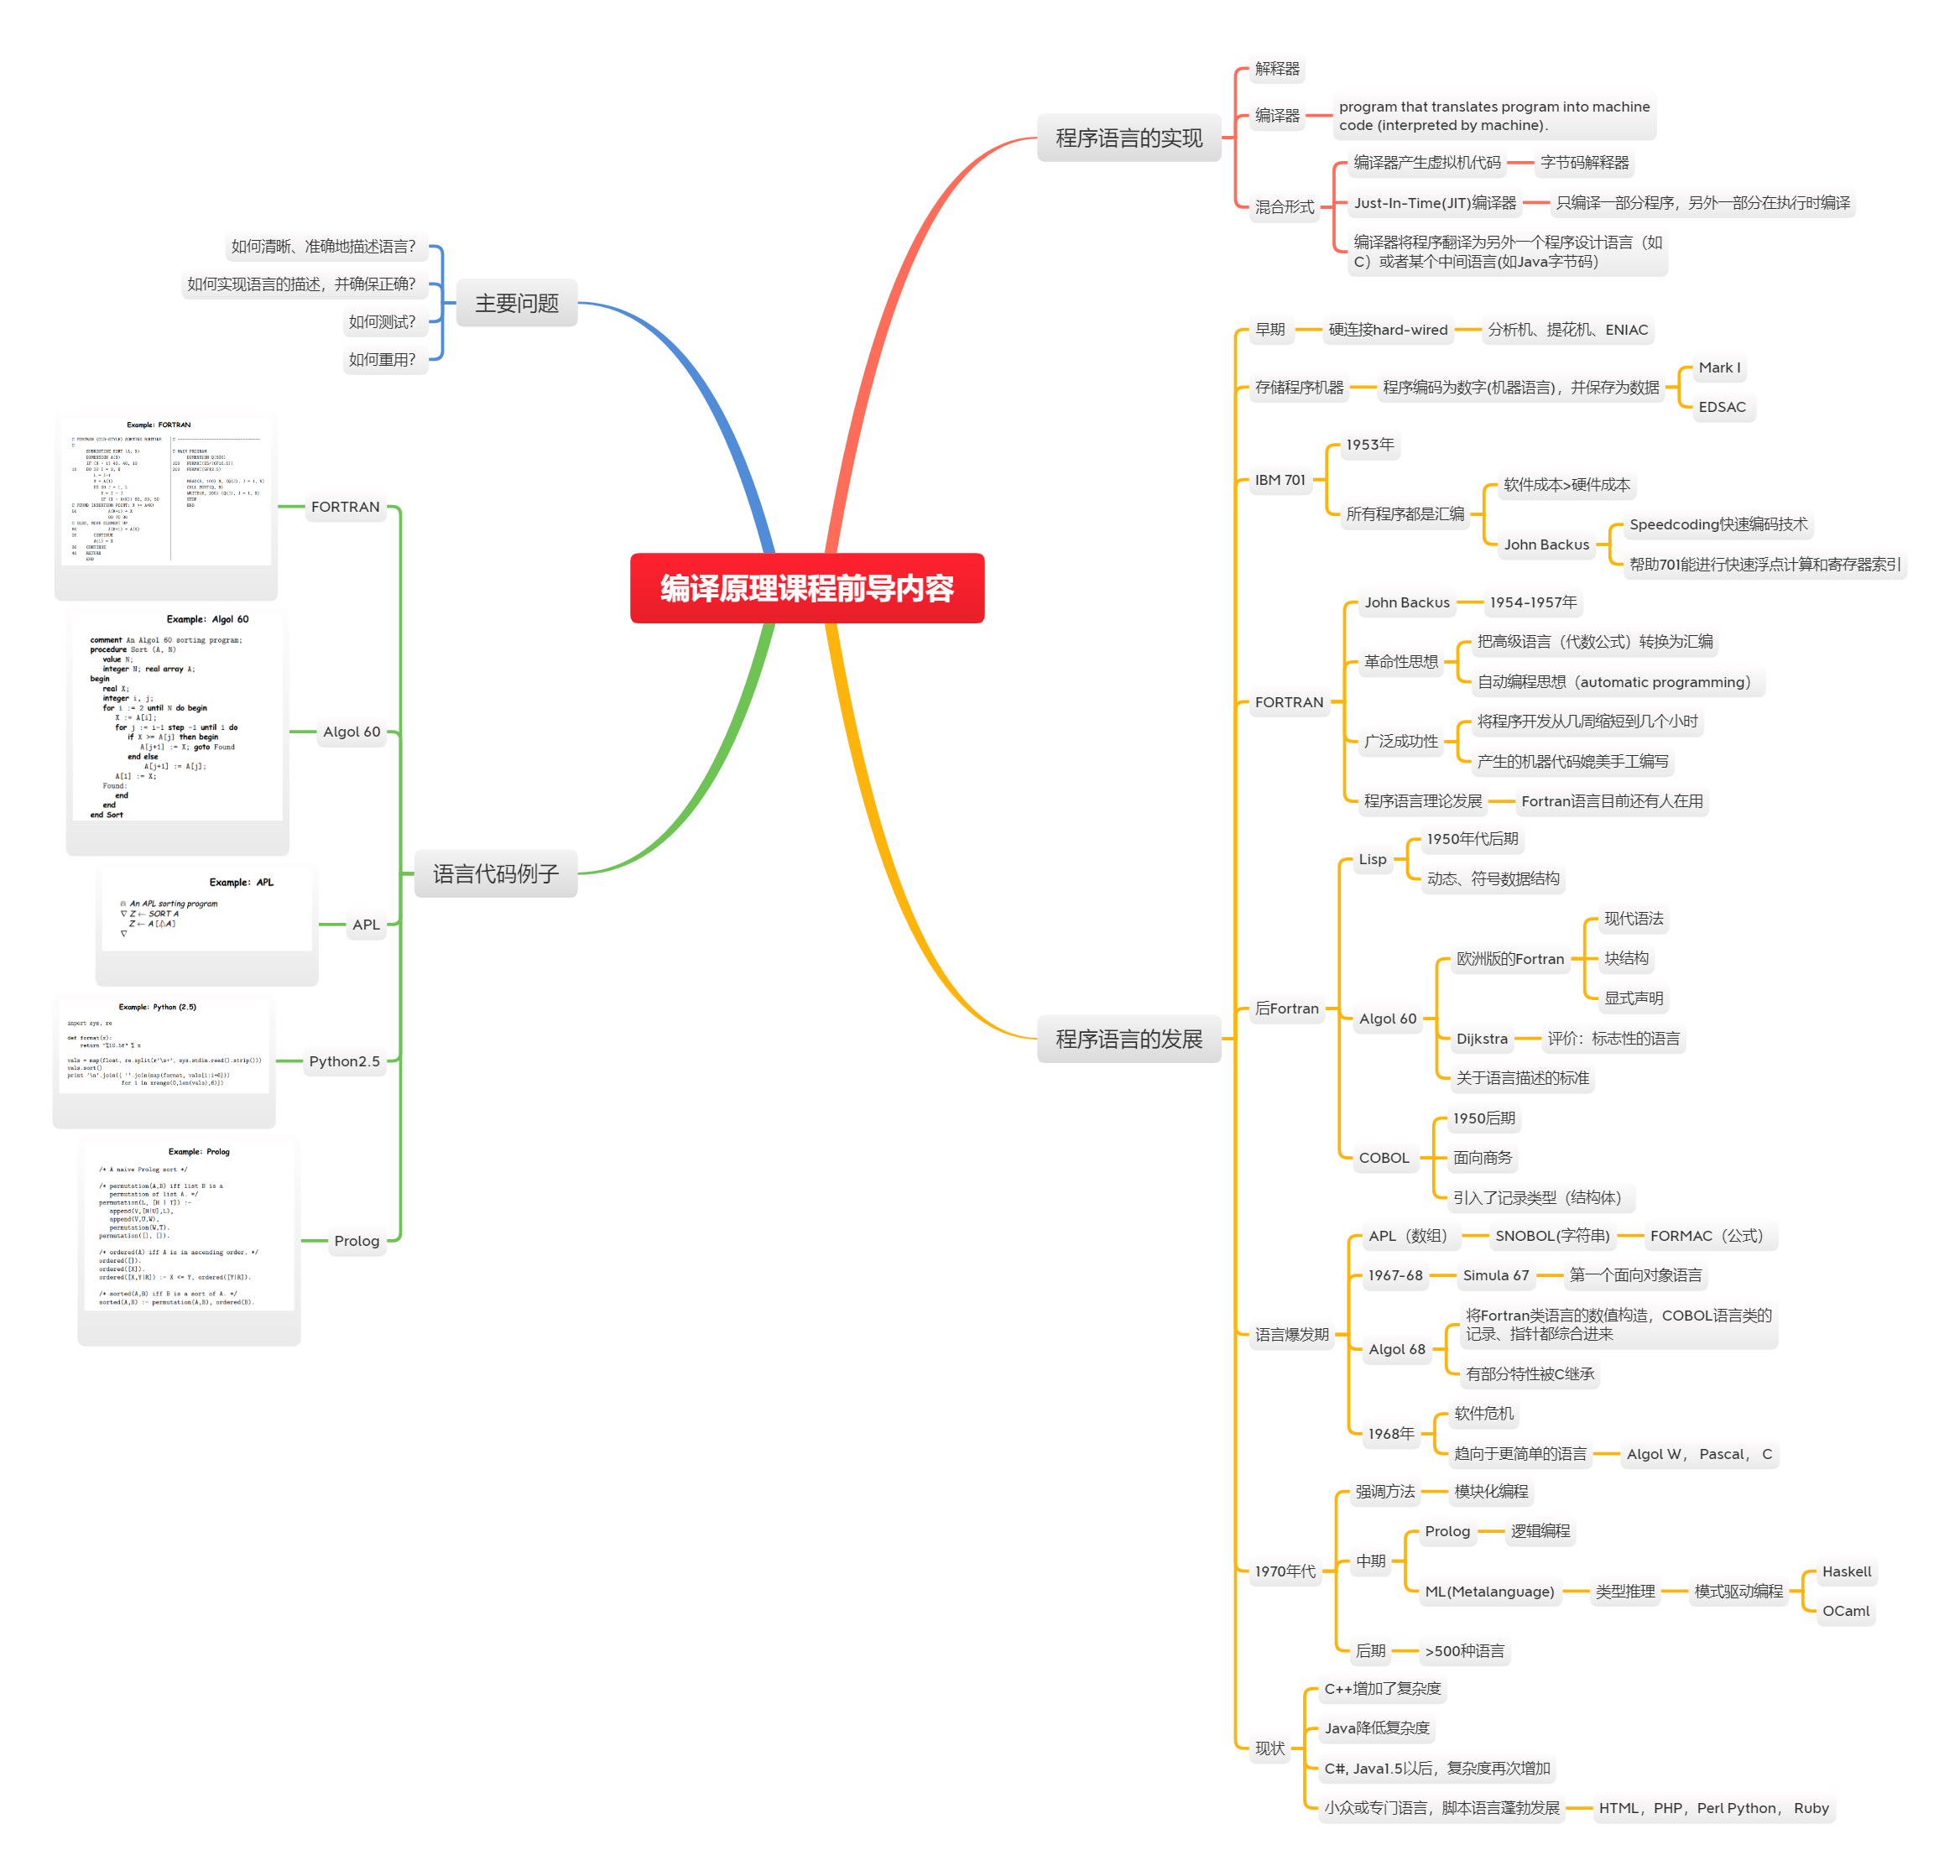 编译原理课程前导内容
程序语言的实现
解释器
编译器
program that translates program into machine
code (interpreted by machine).
混合形式
编译器产生虚拟机代码
字节码解释器
Just-In-Time(JIT)编译器
只编译一部分程序，另外一部分在执行时编译
编译器将程序翻译为另外一个程序设计语言（如
C）或者某个中间语言(如Java字节码）
程序语言的发展
早期
硬连接hard-wired
分析机、提花机、ENIAC
存储程序机器
程序编码为数字(机器语言)，并保存为数据
Mark I
EDSAC
IBM 701
1953年
所有程序都是汇编
软件成本>硬件成本
John Backus
Speedcoding快速编码技术
帮助701能进行快速浮点计算和寄存器索引
FORTRAN
John Backus
1954-1957年
革命性思想
把高级语言（代数公式）转换为汇编
自动编程思想（automatic programming）
广泛成功性
将程序开发从几周缩短到几个小时
产生的机器代码媲美手工编写
程序语言理论发展
Fortran语言目前还有人在用
后Fortran
Lisp
1950年代后期
动态、符号数据结构
Algol 60
欧洲版的Fortran
现代语法
块结构
显式声明
Dijkstra
评价：标志性的语言
关于语言描述的标准
COBOL
1950后期
面向商务
引入了记录类型（结构体）
语言爆发期
APL（数组）
SNOBOL(字符串)
FORMAC（公式）
1967-68
Simula 67
第一个面向对象语言
Algol 68
将Fortran类语言的数值构造，COBOL语言类的
记录、指针都综合进来
有部分特性被C继承
1968年
软件危机
趋向于更简单的语言
Algol W， Pascal， C
1970年代
强调方法
模块化编程
中期
Prolog
逻辑编程
ML(Metalanguage)
类型推理
模式驱动编程
Haskell
OCaml
后期
>500种语言
现状
C++增加了复杂度
Java降低复杂度
C#, Java1.5以后，复杂度再次增加
小众或专门语言，脚本语言蓬勃发展
HTML，PHP，Perl Python， Ruby
主要问题
如何清晰、准确地描述语言？
如何实现语言的描述，并确保正确？
如何测试？
如何重用？
语言代码例子
FORTRAN
Example: FORTRAN
Algol 60
Example: Algol 60
comment An Algol 60 sorting program;
procedure Sort (A, N)
value N;
integer N; real array A;
begin
real X;
integer i, j;
for i := 2 until N do begin
X := A[i];
for j := i-1 step -1 until 1 do
if X >= A[j] then begin
A[j+1] := X; goto Found
end else
A[j+1] := A[j];
A[1] := X;
Found:
end
end
end Sort
APL
Example: APL
An APL sorting program
∇ Z ← SORT A
Z ← A[⍋A]
∇
Python2.5
Example: Python (2.5)
import sys, re
def format(x):
return "%10.5f" % x
vals = map(float, re.split(r'\s+', sys.stdin.read().strip()))
vals.sort()
print '\n'.join([ ''.join(map(format, vals[i:i+6]))
for i in xrange(0,len(vals),6)])
Prolog
Example: Prolog
/* A naive Prolog sort */
/* permutation(A,B) iff list B is a
permutation of list A. */
permutation(L, [H | T]) :-
append(V,[H|U],L),
append(V,U,W),
permutation(W,T).
permutation([], []).
/* ordered(A) iff A is in ascending order. */
ordered([]).
ordered([X]).
ordered([X,Y|R]) :- X <= Y, ordered([Y|R]).
/* sorted(A,B) iff B is a sort of A. */
sorted(A,B) :- permutation(A,B), ordered(B).